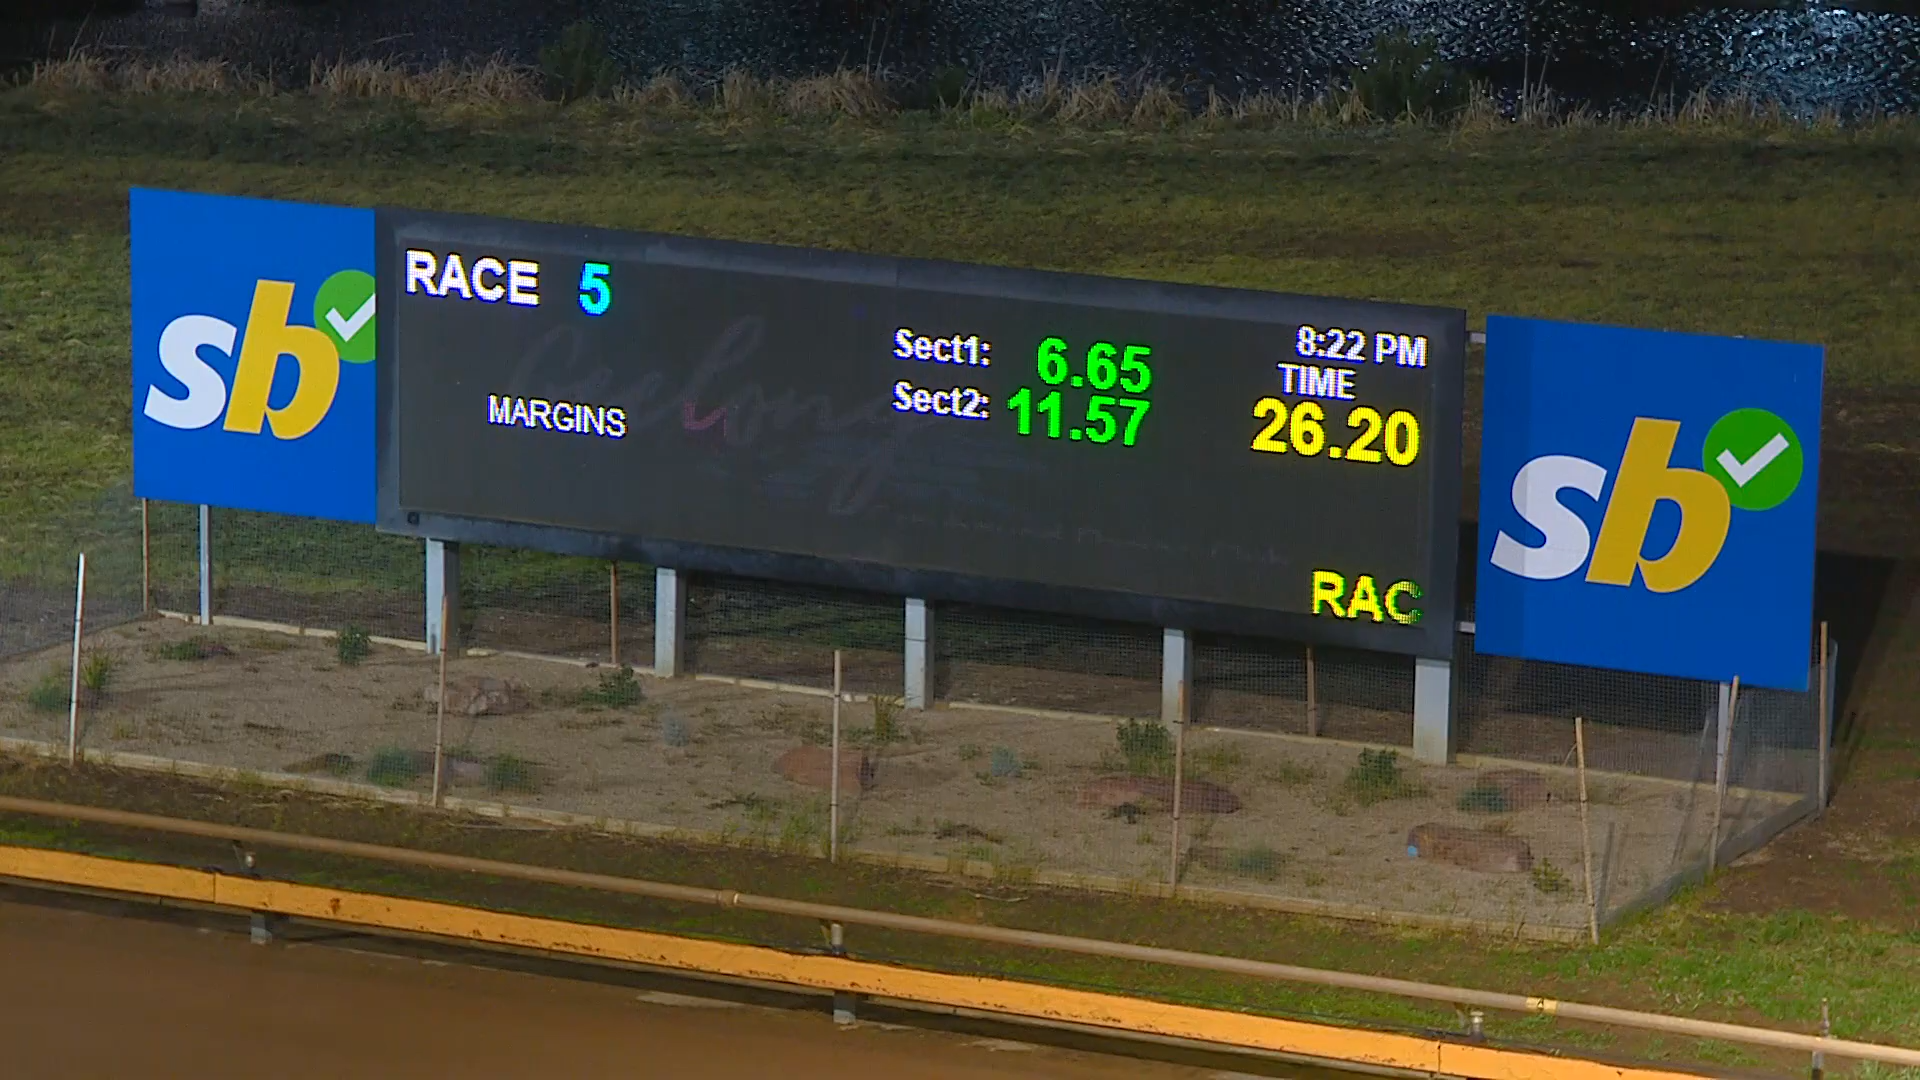 sb
RACE 5
8:22 PM
Sect1: 6.65
TIME
Sect2: 11.57
MARGINS
26.20
RAC
sb